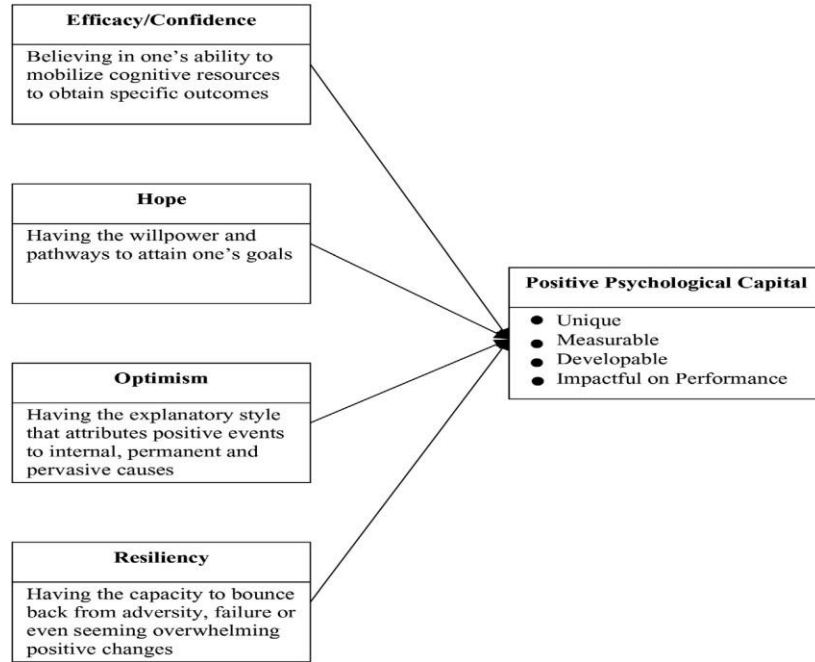 Efficacy/Confidence
Believing in one’s ability to
mobilize cognitive resources
to obtain specific outcomes
Hope
Having the willpower and
pathways to attain one’s goals
Optimism
Having the explanatory style
that attributes positive events
to internal, permanent and
pervasive causes
Resiliency
Having the capacity to bounce
back from adversity, failure or
even seeming overwhelming
positive changes
Positive Psychological Capital
● Unique
● Measurable
● Developable
● Impactful on Performance